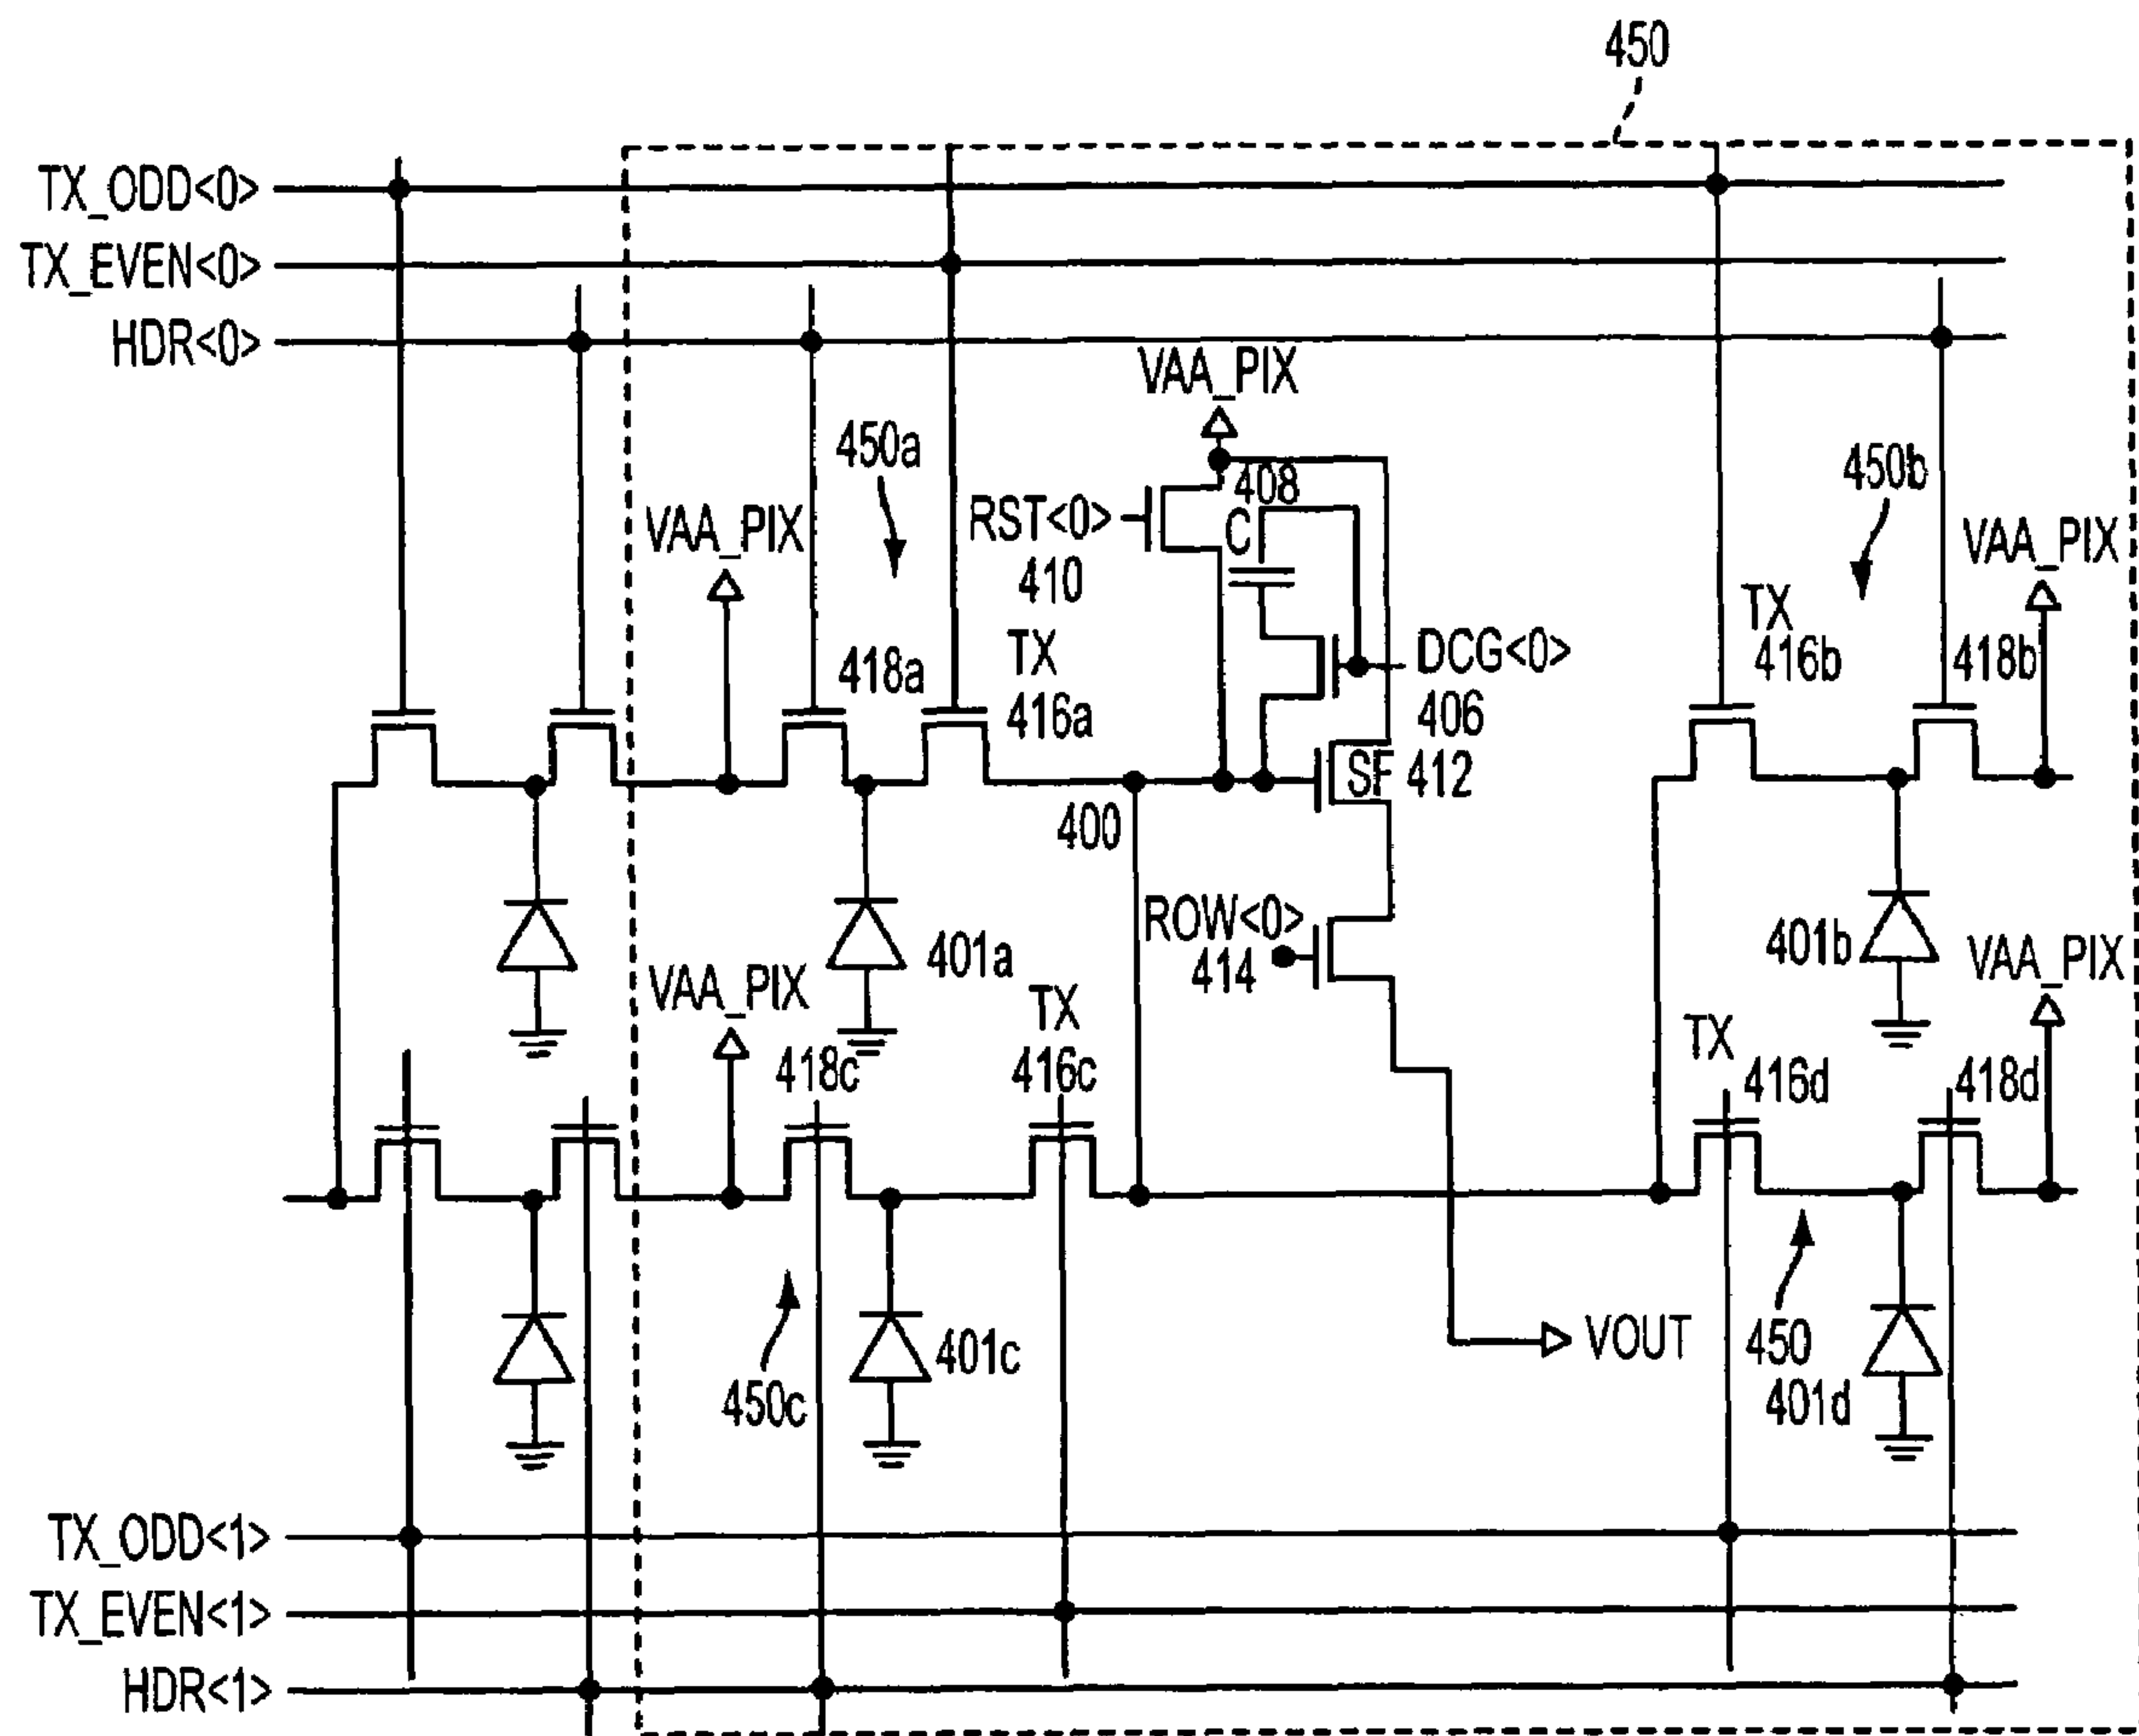 450
TX_ODD<0>
TX_EVEN<0>
HDR<0>
VAA_PIX
450a
408
450b
VAA_PIX
RST<0>
C
VAA_PIX
410
TX
TX
418a
DCG<0>
416b
418b
416a
406
SF 412
400
ROW<0>
401a
401b
414
VAA_PIX
VAA_PIX
TX
TX
418c
416c
416d
418d
VOUT
450
401c
450c
401d
TX_ODD<1>
TX_EVEN<1>
HDR<1>